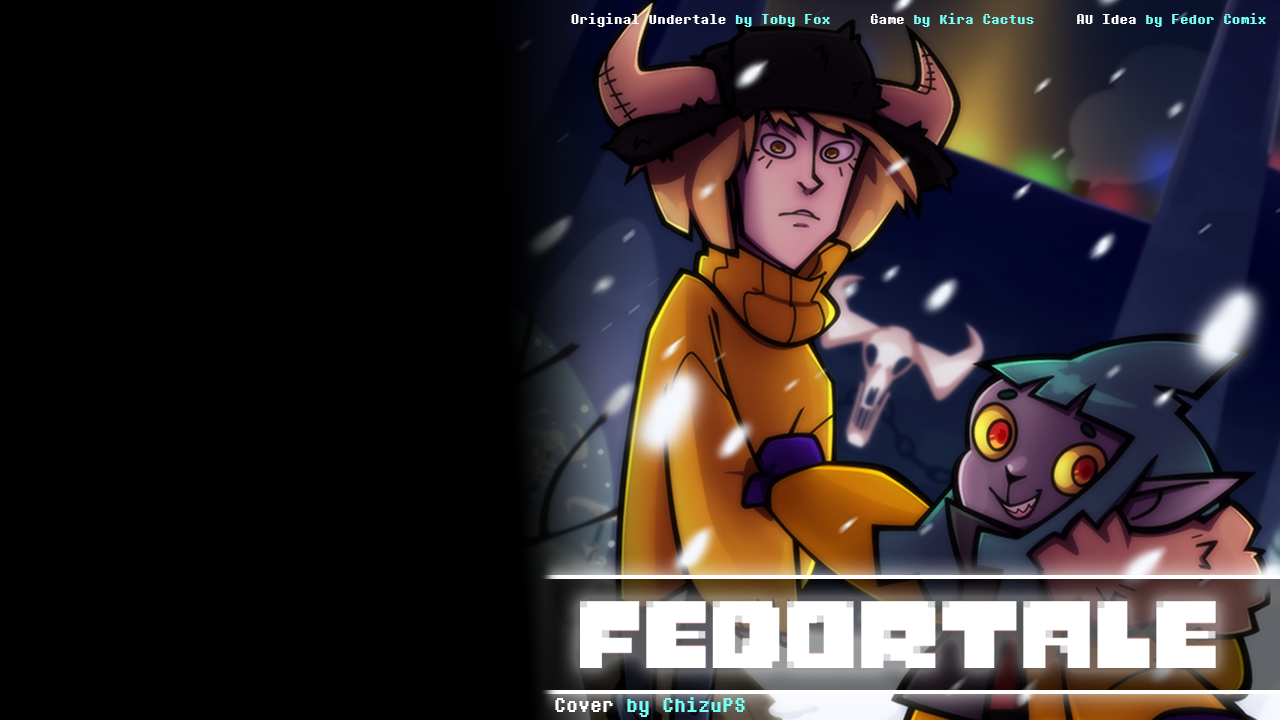 Original Undertale by Toby Fox Game by Kira Cactus AU Idea by Fedor Comix
FEDORTALE
Cover by ChizuPS